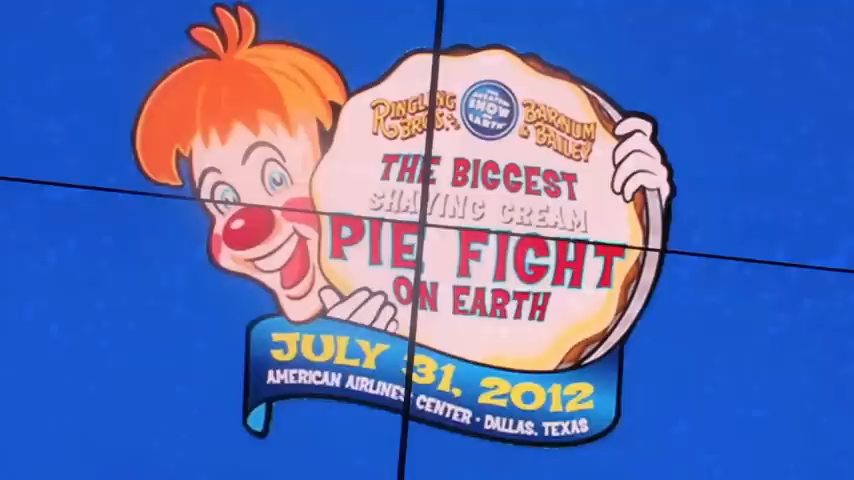 RINGLING BROS. THE GREATEST SHOW ON EARTH BARNUM & BAILEY
THE BIGGEST
SHAVING CREAM
PIE FIGHT
ON EARTH
JULY 31, 2012
AMERICAN AIRLINES CENTER · DALLAS, TEXAS